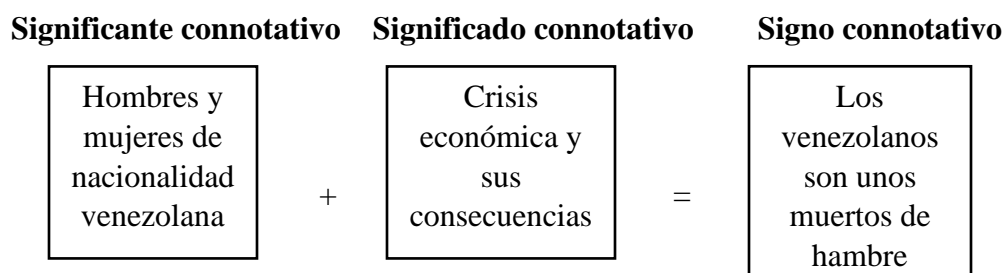 Significante connotativo Significado connotativo Signo connotativo
Hombres y
mujeres de
nacionalidad
venezolana
+
Crisis
económica y
sus
consecuencias
=
Los
venezolanos
son unos
muertos de
hambre